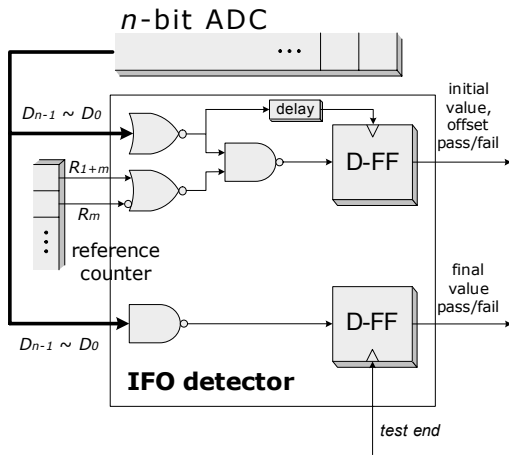 n-bit ADC
Dn-1 ~ D0
delay
D-FF
initial
value,
offset
pass/fail
R1+m
Rm
reference
counter
final
value
pass/fail
D-FF
Dn-1 ~ D0
IFO detector
test end